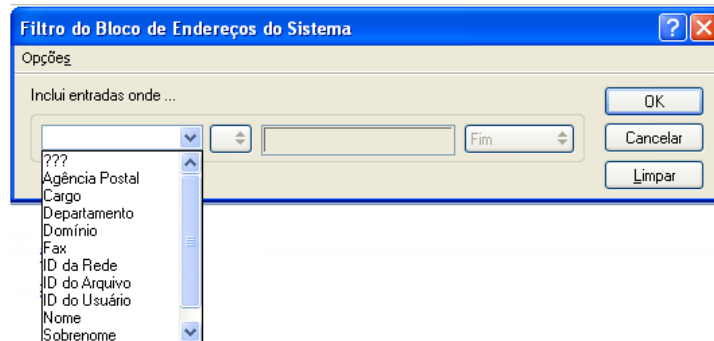 Filtro do Bloco de Endereços do Sistema
Opções
Inclui entradas onde ...
OK
Fim
Cancelar
Limpar
???
Agência Postal
Cargo
Departamento
Domínio
Fax
ID da Rede
ID do Arquivo
ID do Usuário
Nome
Sobrenome